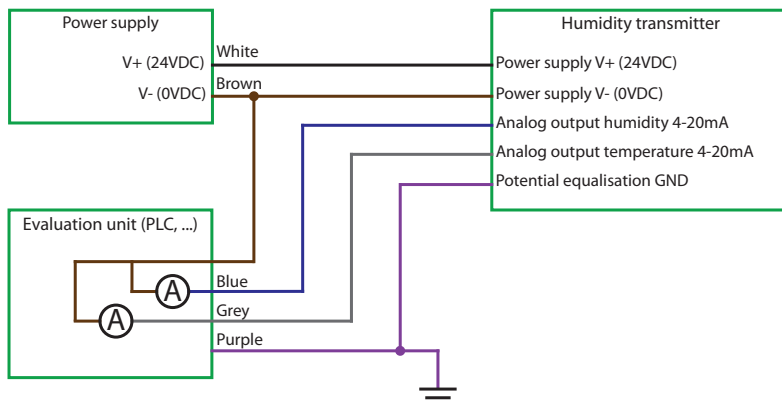 Power supply
V+ (24VDC)
V- (0VDC)
White
Brown
Humidity transmitter
Power supply V+ (24VDC)
Power supply V- (0VDC)
Analog output humidity 4-20mA
Analog output temperature 4-20mA
Potential equalisation GND
Evaluation unit (PLC, ...)
A
A
Blue
Grey
Purple